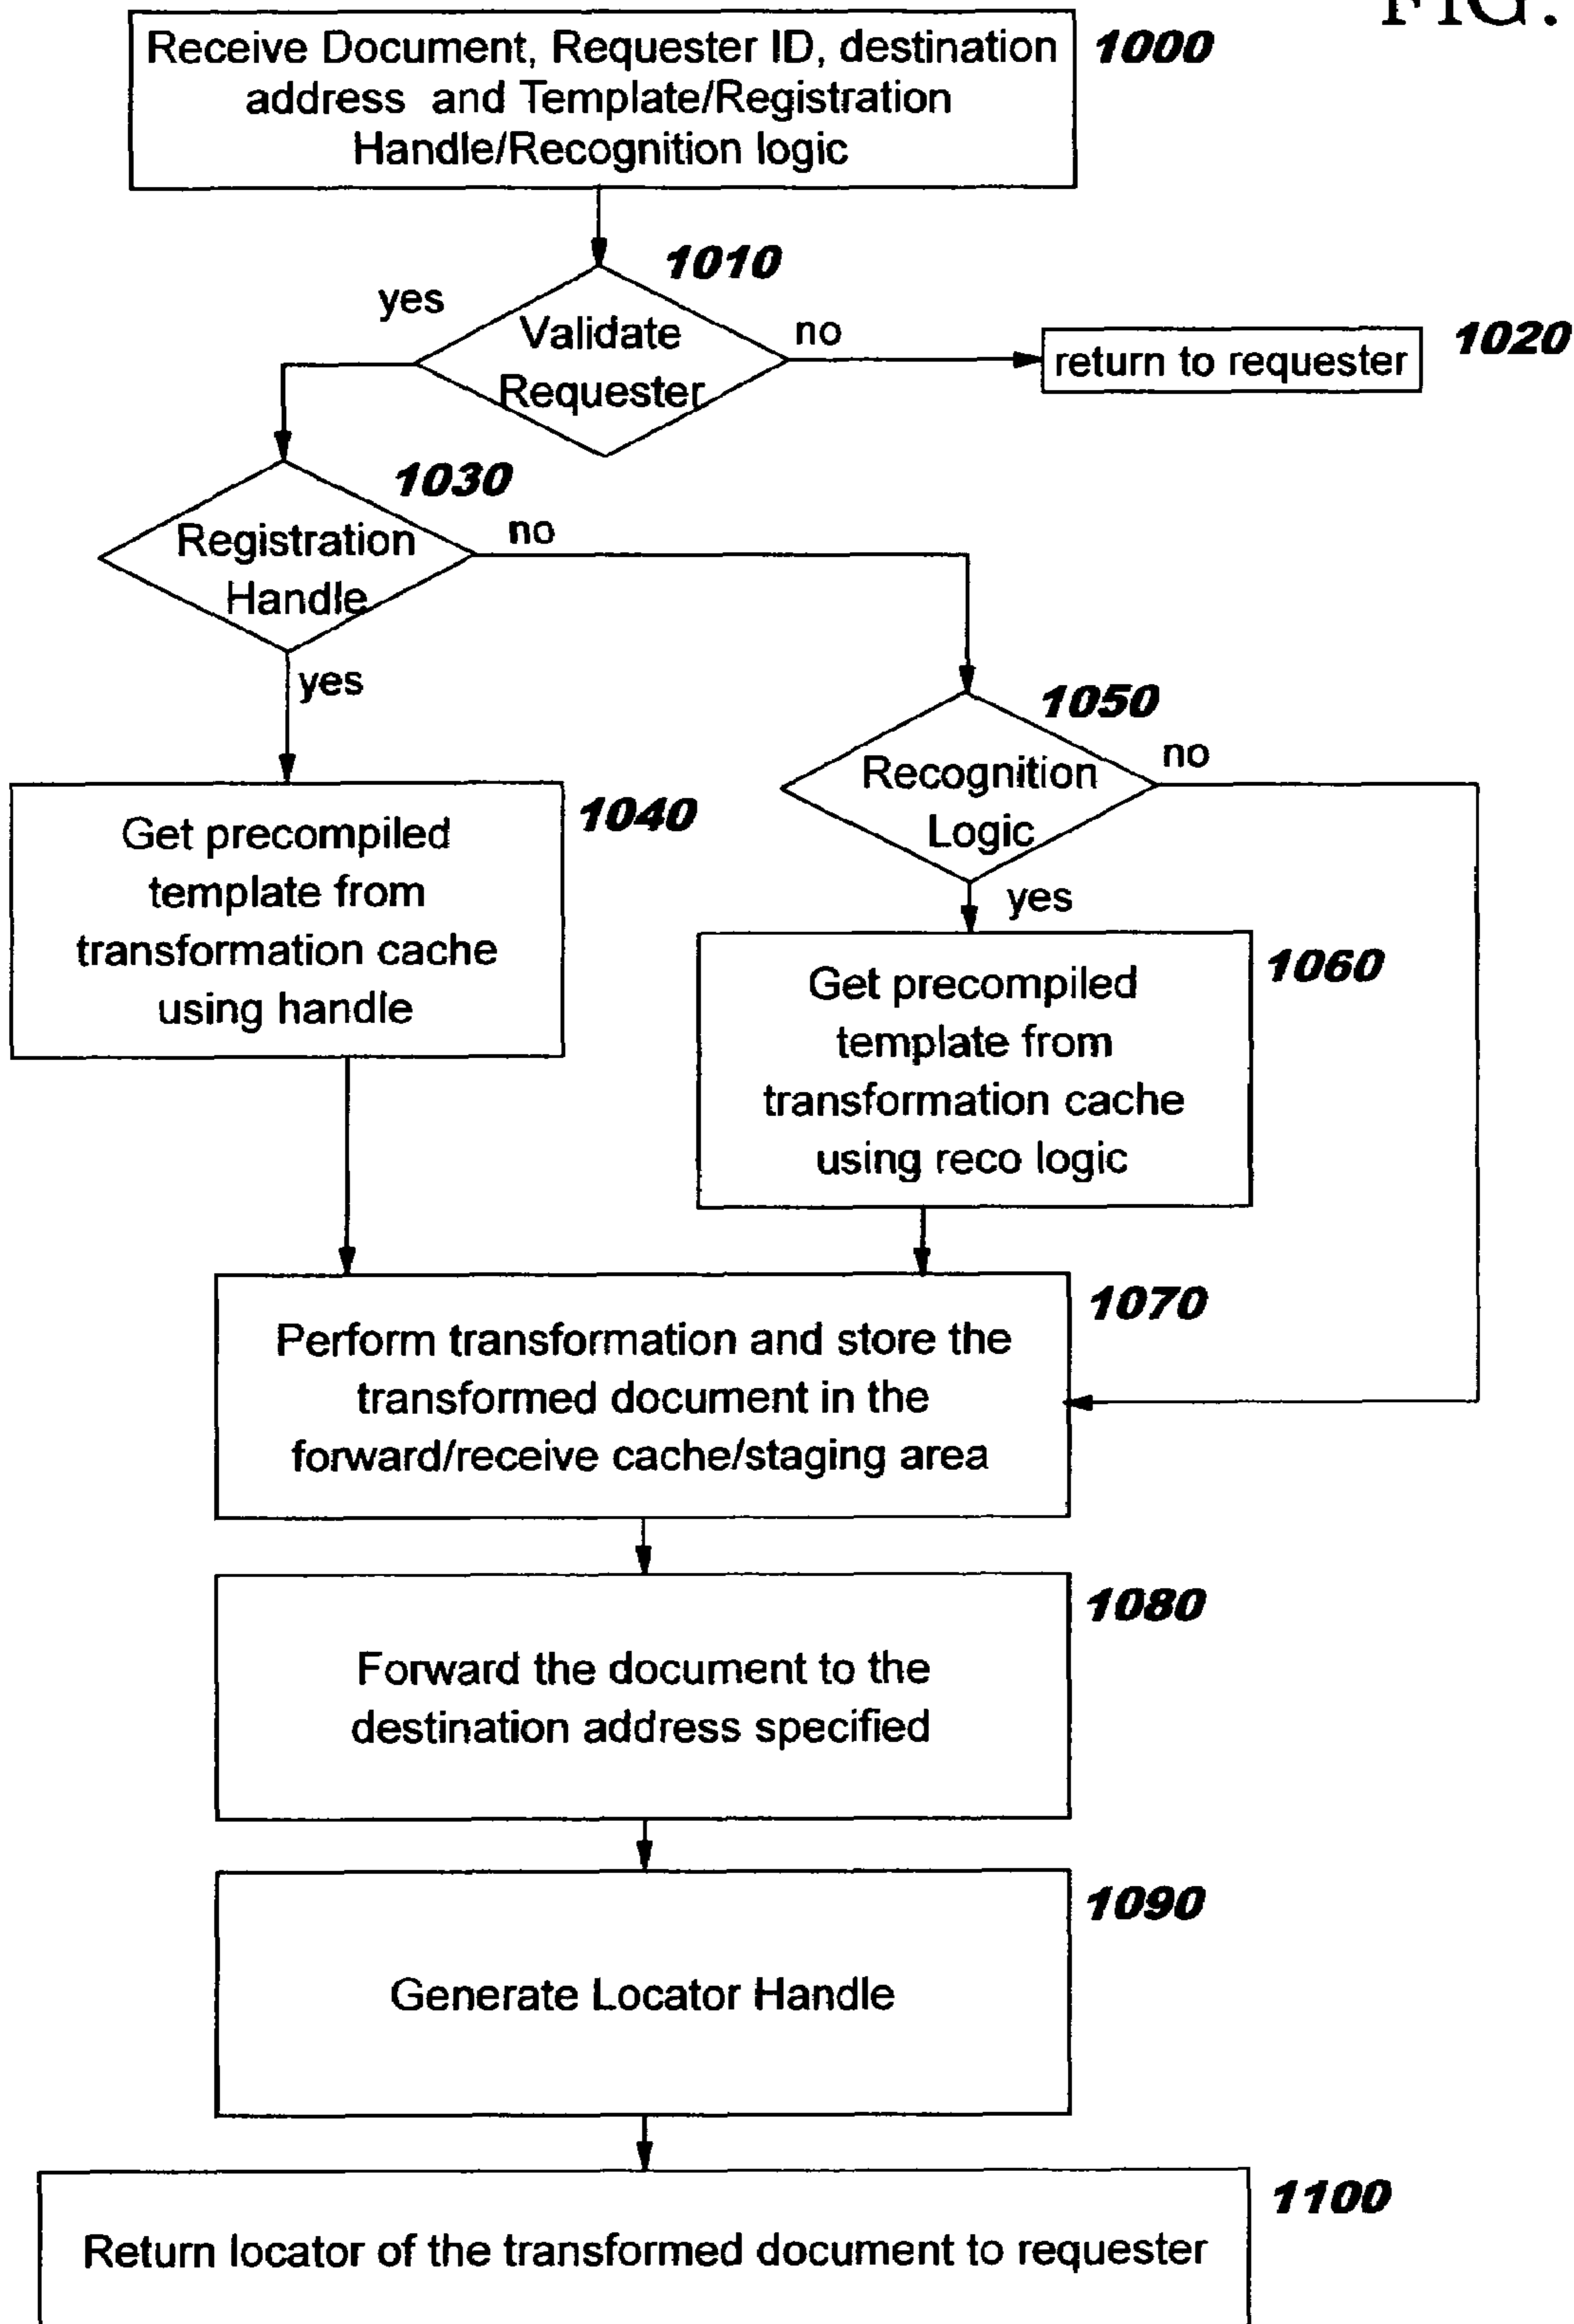 FIG.
Receive Document, Requester ID, destination
address and Template/Registration
Handle/Recognition logic
1000
1010
yes
Validate
Requester
no
return to requester
1020
1030
Registration
Handle
no
yes
1050
Recognition
Logic
no
yes
Get precompiled
template from
transformation cache
using handle
1040
Get precompiled
template from
transformation cache
using reco logic
1060
Perform transformation and store the
transformed document in the
forward/receive cache/staging area
1070
Forward the document to the
destination address specified
1080
Generate Locator Handle
1090
Return locator of the transformed document to requester
1100